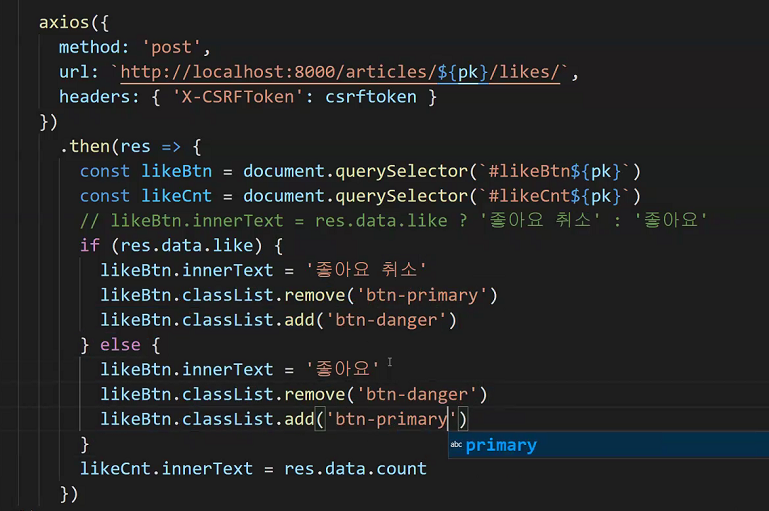 axios({
  method: 'post',
  url: `http://localhost:8000/articles/${pk}/likes/`,
  headers: { 'X-CSRFToken': csrftoken }
})
  .then(res => {
    const likeBtn = document.querySelector(`#likeBtn${pk}`)
    const likeCnt = document.querySelector(`#likeCnt${pk}`)
    // likeBtn.innerText = res.data.like ? '좋아요 취소' : '좋아요'
    if (res.data.like) {
      likeBtn.innerText = '좋아요 취소'
      likeBtn.classList.remove('btn-primary')
      likeBtn.classList.add('btn-danger')
    } else {
      likeBtn.innerText = '좋아요'
      likeBtn.classList.remove('btn-danger')
      likeBtn.classList.add('btn-primary')
    }
abc primary
    likeCnt.innerText = res.data.count
  })